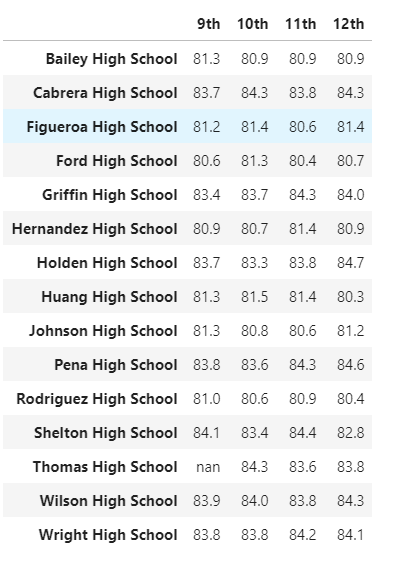 9th 10th 11th 12th
Bailey High School 81.3 80.9 80.9 80.9
Cabrera High School 83.7 84.3 83.8 84.3
Figueroa High School 81.2 81.4 80.6 81.4
Ford High School 80.6 81.3 80.4 80.7
Griffin High School 83.4 83.7 84.3 84.0
Hernandez High School 80.9 80.7 81.4 80.9
Holden High School 83.7 83.3 83.8 84.7
Huang High School 81.3 81.5 81.4 80.3
Johnson High School 81.3 80.8 80.6 81.2
Pena High School 83.8 83.6 84.3 84.6
Rodriguez High School 81.0 80.6 80.9 80.4
Shelton High School 84.1 83.4 84.4 82.8
Thomas High School nan 84.3 83.6 83.8
Wilson High School 83.9 84.0 83.8 84.3
Wright High School 83.8 83.8 84.2 84.1